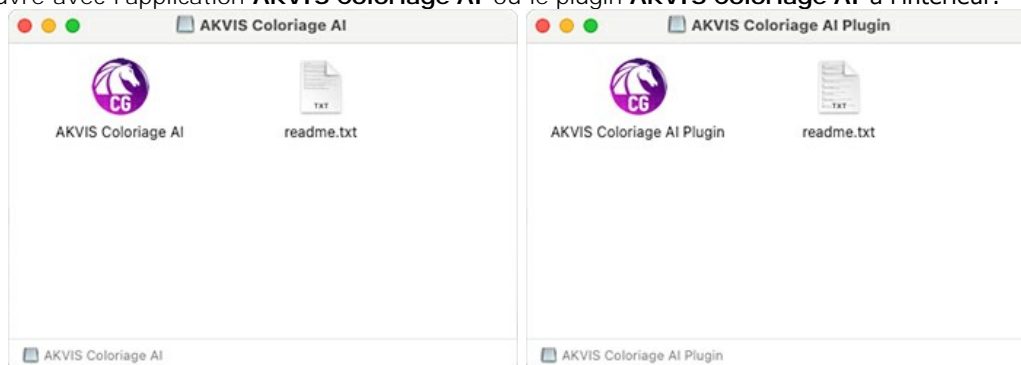 avec l'application AKVIS Coloriage AI ou le plugin AKVIS Coloriage AI à l'intérieur.
AKVIS Coloriage AI
CG
TXT
AKVIS Coloriage AI
readme.txt
AKVIS Coloriage AI
AKVIS Coloriage AI Plugin
CG
TXT
AKVIS Coloriage AI Plugin
readme.txt
AKVIS Coloriage AI Plugin